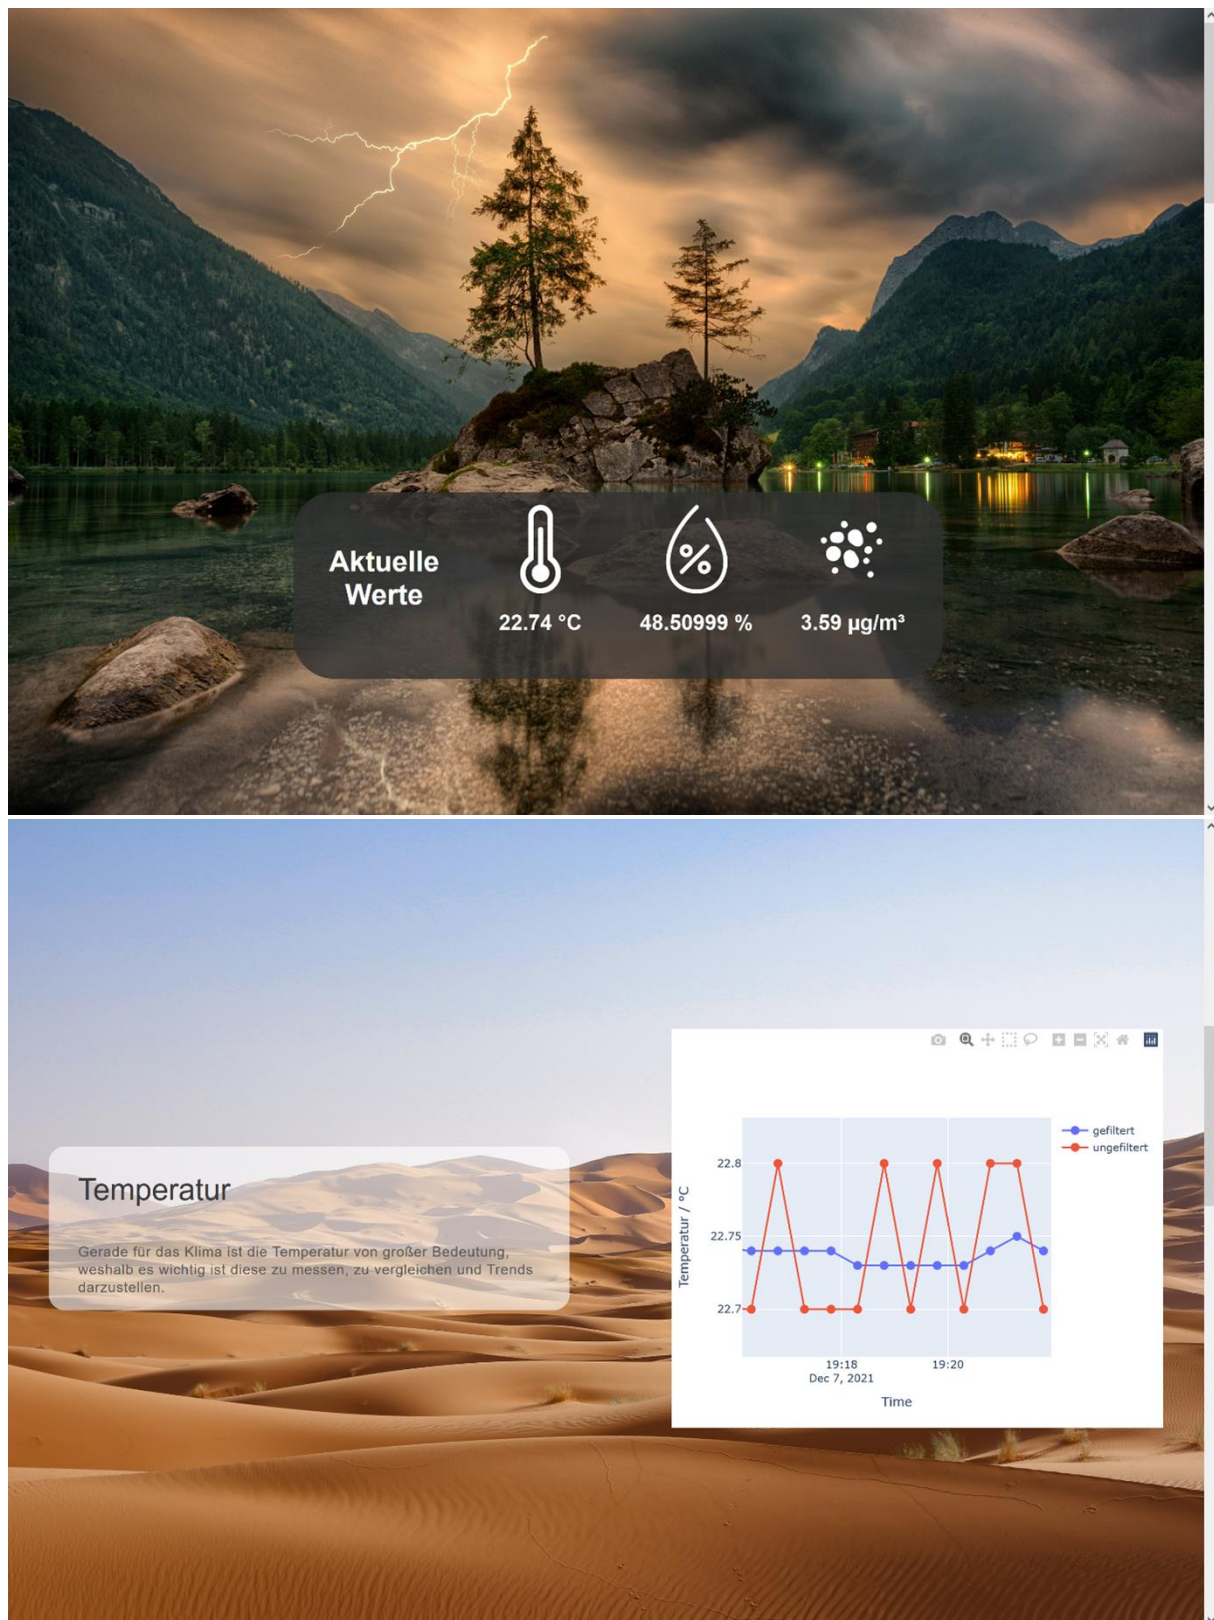 Aktuelle
Werte
22.74 °C
48.50999 %
3.59 µg/m³
Temperatur
Gerade für das Klima ist die Temperatur von großer Bedeutung,
weshalb es wichtig ist diese zu messen, zu vergleichen und Trends
darzustellen.
gefiltert
ungefiltert
22.8
22.75
22.7
Temperatur / °C
19:18
19:20
Dec 7, 2021
Time